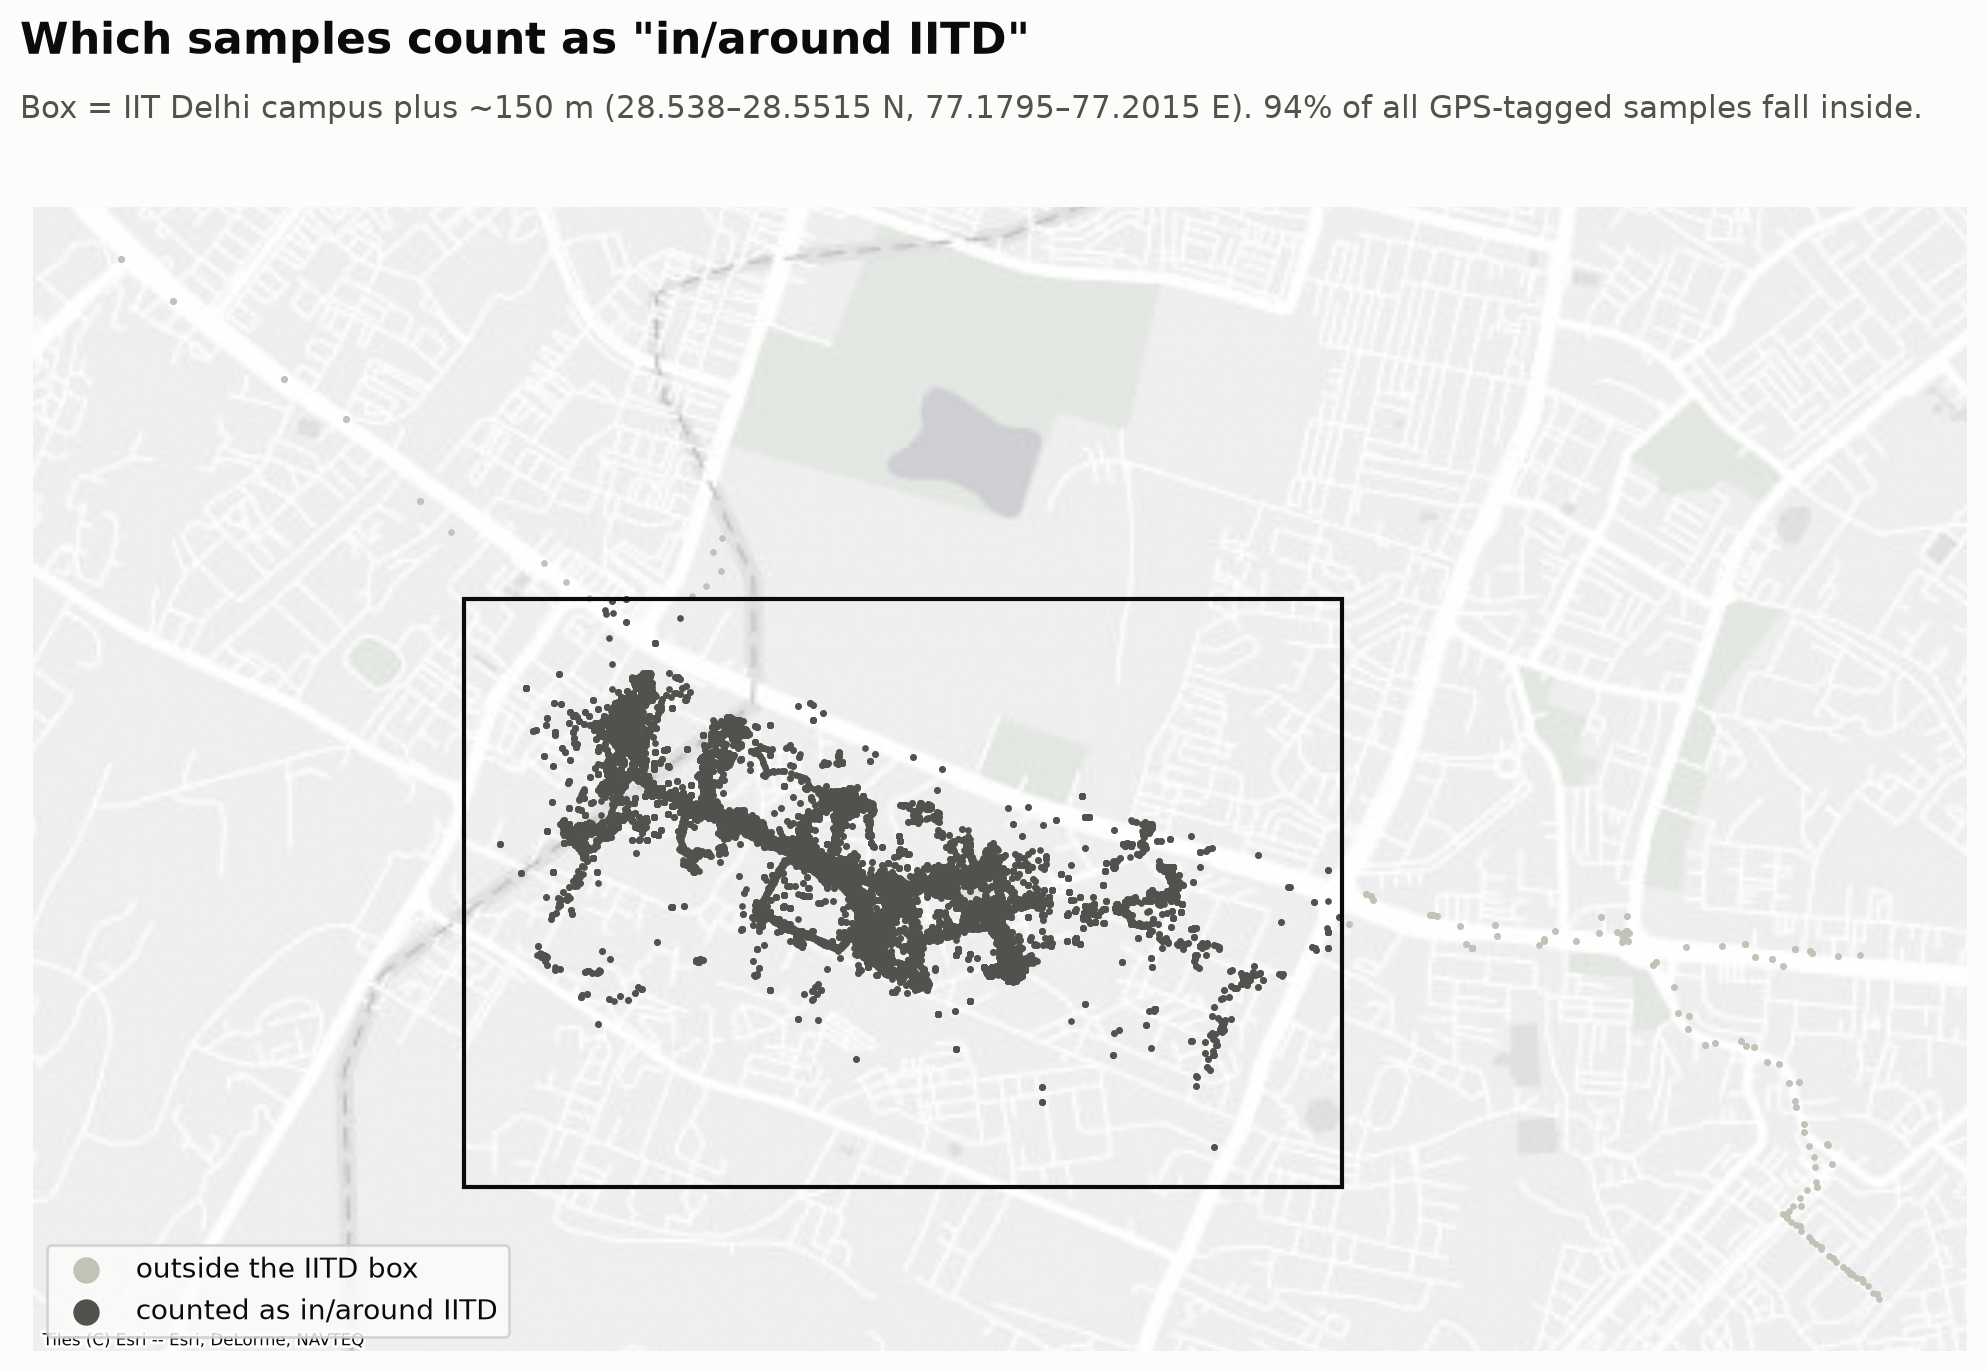 Which samples count as "in/around IITD"
Box = IIT Delhi campus plus ~150 m (28.538–28.5515 N, 77.1795–77.2015 E). 94% of all GPS-tagged samples fall inside.
outside the IITD box
counted as in/around IITD
Tiles (C) Esri -- Esri, DeLorme, NAVTEQ